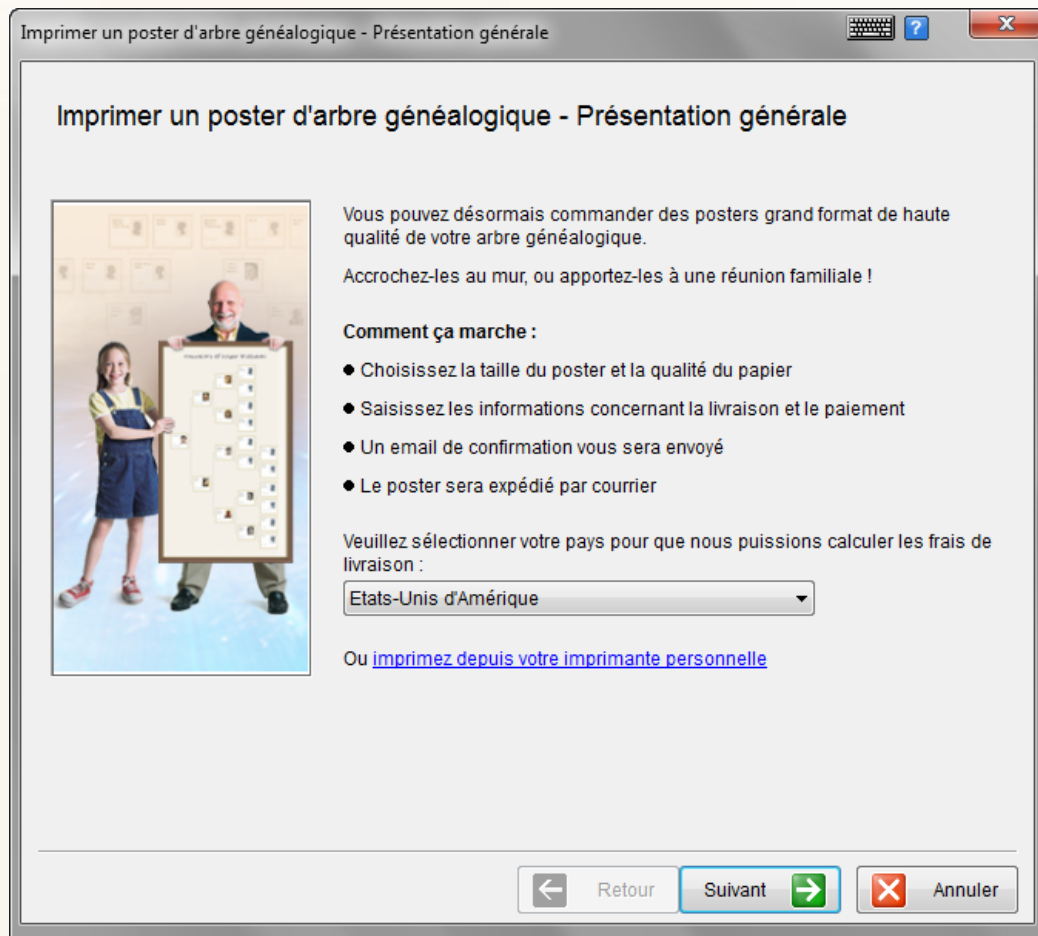 Imprimer un poster d'arbre généalogique - Présentation générale
Imprimer un poster d'arbre généalogique - Présentation générale
Vous pouvez désormais commander des posters grand format de haute
qualité de votre arbre généalogique.
Accrochez-les au mur, ou apportez-les à une réunion familiale !
Comment ça marche :
● Choisissez la taille du poster et la qualité du papier
● Saisissez les informations concernant la livraison et le paiement
● Un email de confirmation vous sera envoyé
● Le poster sera expédié par courrier
Veuillez sélectionner votre pays pour que nous puissions calculer les frais de
livraison :
Etats-Unis d'Amérique
Ou imprimez depuis votre imprimante personnelle
Retour
Suivant
Annuler